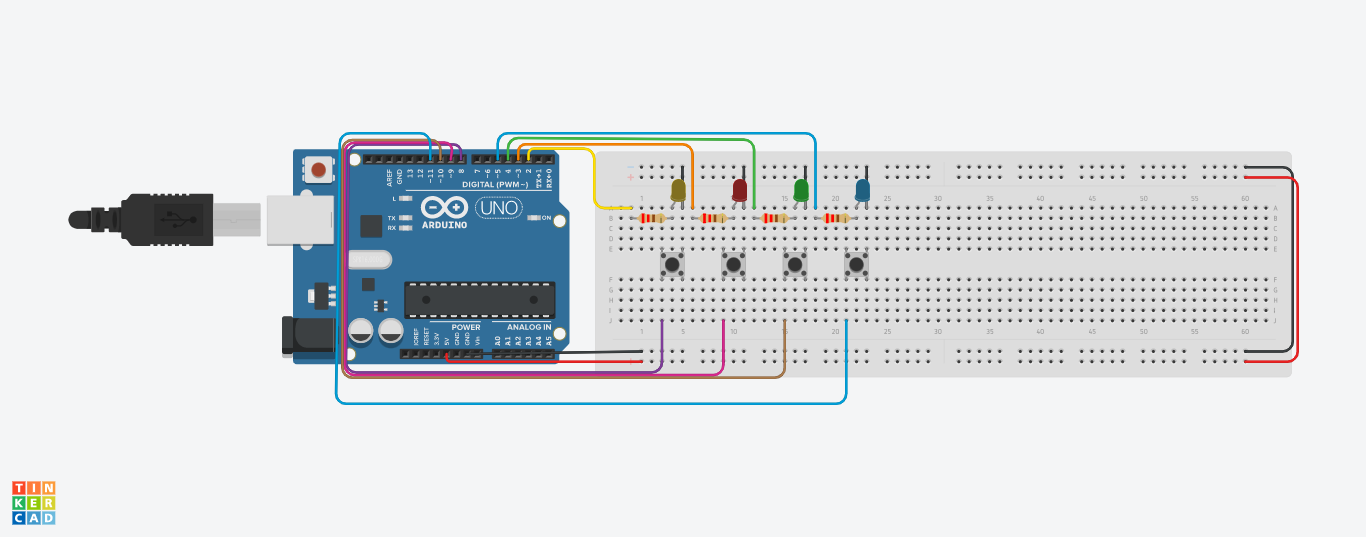 AREF
GND
13
12
~11
~10
~9
8
7
~6
~5
4
~3
2
TX→1
RX←0
DIGITAL (PWM~)
L
TX
RX
ARDUINO
UNO
ON
POWER
ANALOG IN
IOREF
RESET
3.3V
5V
GND
GND
Vin
A0
A1
A2
A3
A4
A5
1 15 25 30 35 40 45 50 55 60
A A
B B
C C
D D
E E
F F
G G
H H
I I
J J
1 5 10 15 20 25 30 35 40 45 50 55 60
TIN
KER
CAD